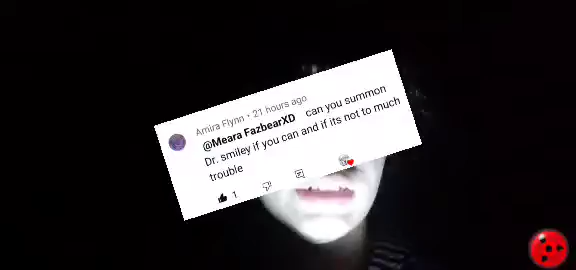 Amira Flynn • 21 hours ago
@Meara FazbearXD can you summon
Dr. smiley if you can and if its not to much
trouble
1